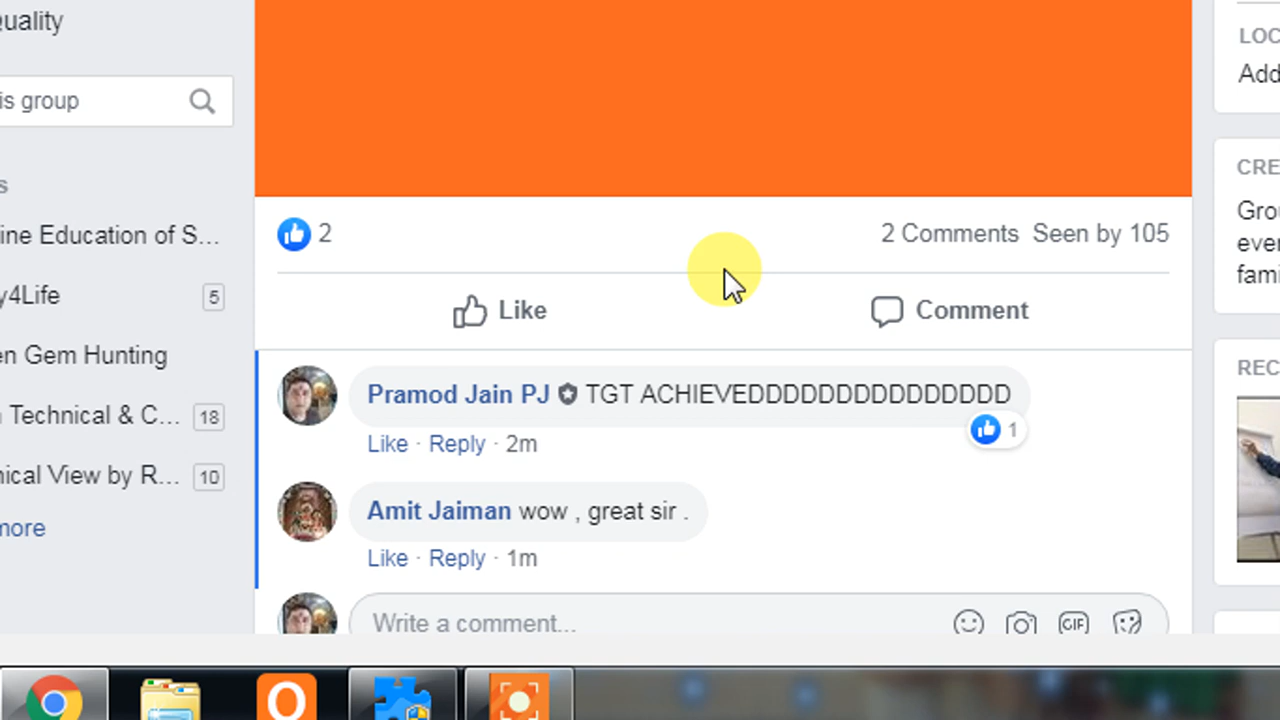 uality
is group
s
ine Education of S...
y4Life 5
en Gem Hunting
Technical & C... 18
nical View by R... 10
more
2
2 Comments Seen by 105
Like Comment
Pramod Jain PJ TGT ACHIEVEDDDDDDDDDDDDDDD
1
Like · Reply · 2m
Amit Jaiman wow , great sir .
Like · Reply · 1m
Write a comment...
GIF
LOC
Add
CRE
Grou
ever
fami
REC